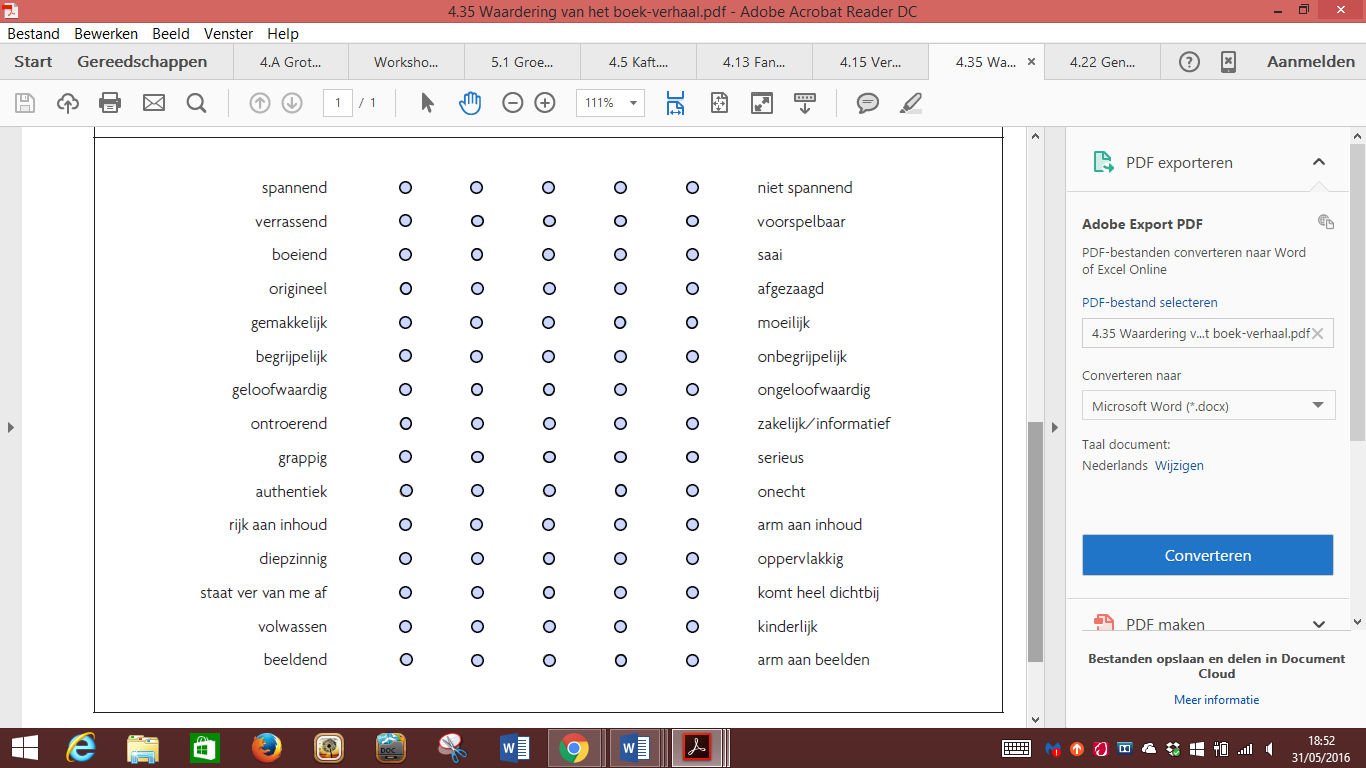 4.35 Waardering van het boek-verhaal.pdf - Adobe Acrobat Reader DC
Bestand Bewerken Beeld Venster Help
Start Gereedschappen 4.A Grot... Worksho... 5.1 Groe... 4.5 Kaft.... 4.13 Fan... 4.15 Ver... 4.35 Wa... 4.22 Gen... Aanmelden
1 / 1 111%
spannend niet spannend
verrassend voorspelbaar
boeiend saai
origineel afgezaagd
gemakkelijk moeilijk
begrijpelijk onbegrijpelijk
geloofwaardig ongeloofwaardig
ontroerend zakelijk/informatief
grappig serieus
authentiek onecht
rijk aan inhoud arm aan inhoud
diepzinnig oppervlakkig
staat ver van me af komt heel dichtbij
volwassen kinderlijk
beeldend arm aan beelden
PDF exporteren
Adobe Export PDF
PDF-bestanden converteren naar Word
of Excel Online
PDF-bestand selecteren
4.35 Waardering v...t boek-verhaal.pdf
Converteren naar
Microsoft Word (*.docx)
Taal document:
Nederlands Wijzigen
Converteren
PDF maken
Bestanden opslaan en delen in Document
Cloud
Meer informatie
DOC
18:52
31/05/2016